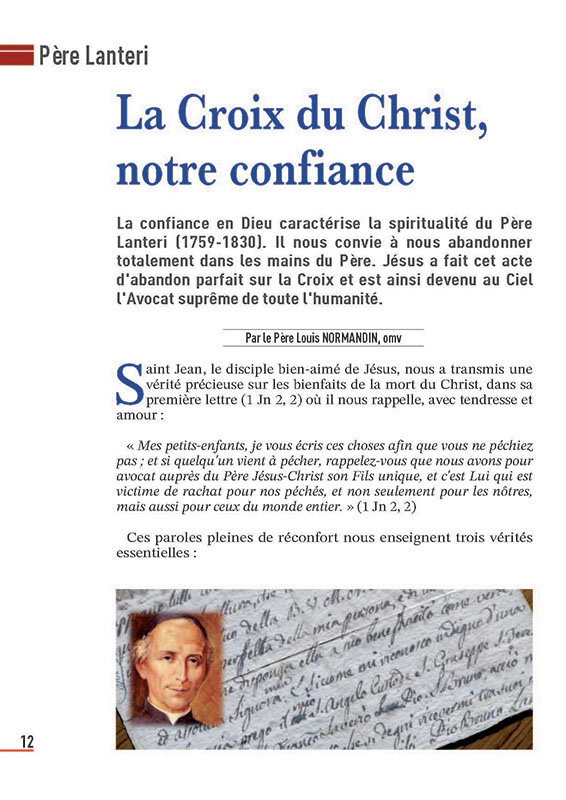 Père Lanteri
La Croix du Christ,
notre confiance
La confiance en Dieu caractérise la spiritualité du Père
Lanteri (1759-1830). Il nous convie à nous abandonner
totalement dans les mains du Père. Jésus a fait cet acte
d'abandon parfait sur la Croix et est ainsi devenu au Ciel
l'Avocat suprême de toute l'humanité.
Par le Père Louis NORMANDIN, omv
Saint Jean, le disciple bien-aimé de Jésus, nous a transmis une
vérité précieuse sur les bienfaits de la mort du Christ, dans sa
première lettre (1 Jn 2, 2) où il nous rappelle, avec tendresse et
amour :
« Mes petits-enfants, je vous écris ces choses afin que vous ne péchiez
pas ; et si quelqu'un vient à pécher, rappelez-vous que nous avons pour
avocat auprès du Père Jésus-Christ son Fils unique, et c'est Lui qui est
victime de rachat pour nos péchés, et non seulement pour les nôtres,
mais aussi pour ceux du monde entier. » (1 Jn 2, 2)
Ces paroles pleines de réconfort nous enseignent trois vérités
essentielles :
della mia persona, ed in
12